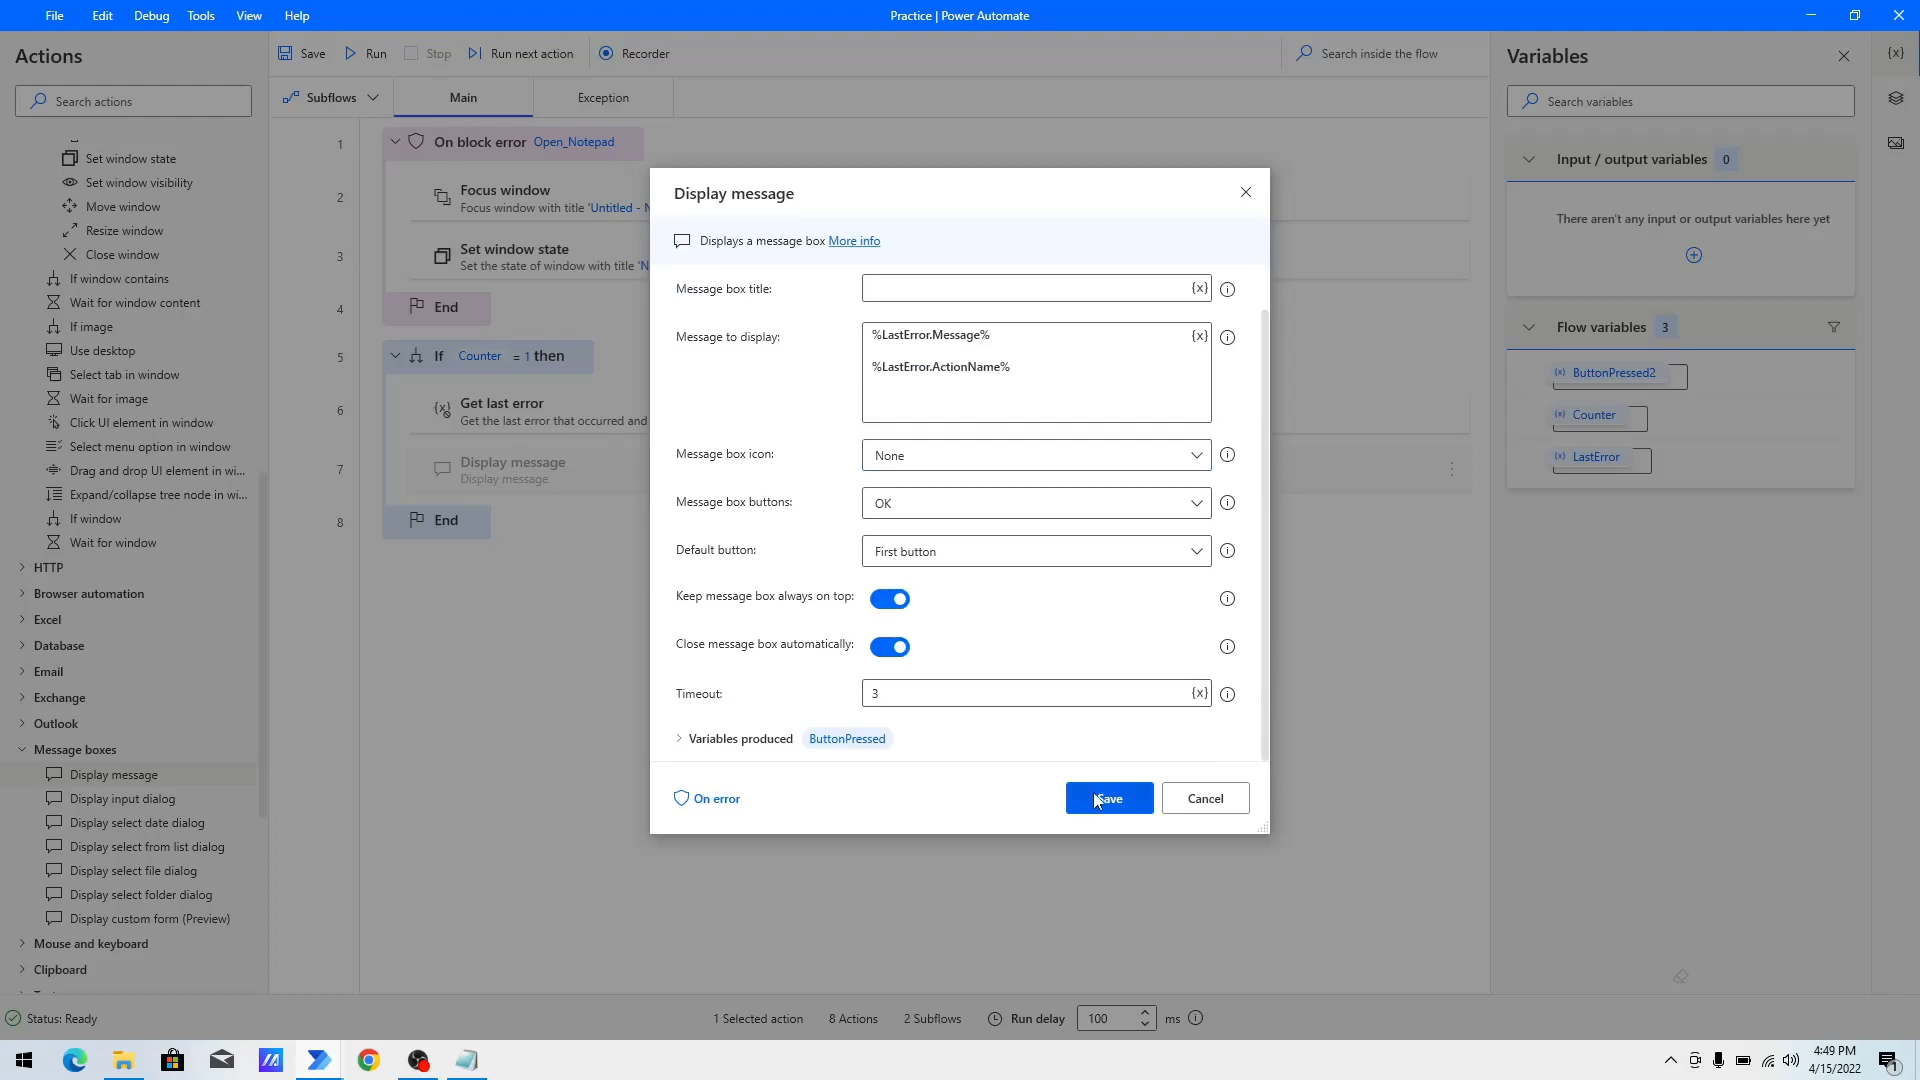 File Edit Debug Tools View Help
Practice | Power Automate
Actions
Search actions
Set window state
Set window visibility
Move window
Resize window
Close window
If window contains
Wait for window content
If image
Use desktop
Select tab in window
Wait for image
Click UI element in window
Select menu option in window
Drag and drop UI element in wi...
Expand/collapse tree node in wi...
If window
Wait for window
HTTP
Browser automation
Excel
Database
Email
Exchange
Outlook
Message boxes
Display message
Display input dialog
Display select date dialog
Display select from list dialog
Display select file dialog
Display select folder dialog
Display custom form (Preview)
Mouse and keyboard
Clipboard
Save Run Stop Run next action Recorder
Search inside the flow
Subflows Main Exception
1 On block error Open_Notepad
2 Focus window
Focus window with title 'Untitled - N
3 Set window state
Set the state of window with title 'N
4 End
5 If Counter = 1 then
6 Get last error
Get the last error that occurred and
7 Display message
Display message
8 End
Display message
Displays a message box More info
Message box title: {x}
Message to display: %LastError.Message% {x}
%LastError.ActionName%
Message box icon: None
Message box buttons: OK
Default button: First button
Keep message box always on top:
Close message box automatically:
Timeout: 3 {x}
Variables produced ButtonPressed
On error Save Cancel
Variables
{x}
Search variables
Input / output variables 0
There aren't any input or output variables here yet
Flow variables 3
(x) ButtonPressed2
(x) Counter
(x) LastError
Status: Ready 1 Selected action 8 Actions 2 Subflows Run delay 100 ms
4:49 PM
4/15/2022
1